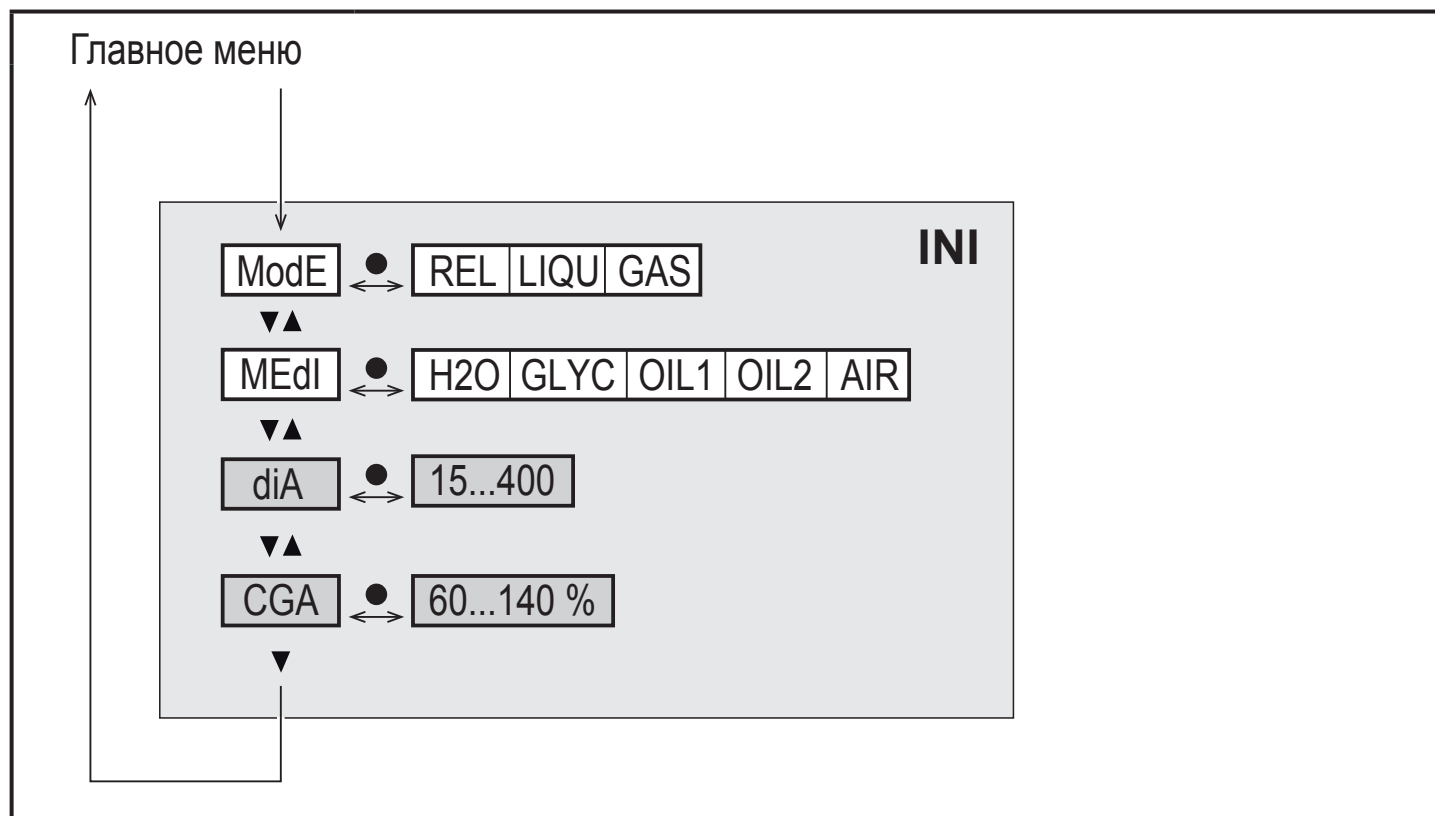 Главное меню
INI
ModE REL LIQU GAS
MEdI H2O GLYC OIL1 OIL2 AIR
diA 15...400
CGA 60...140 %